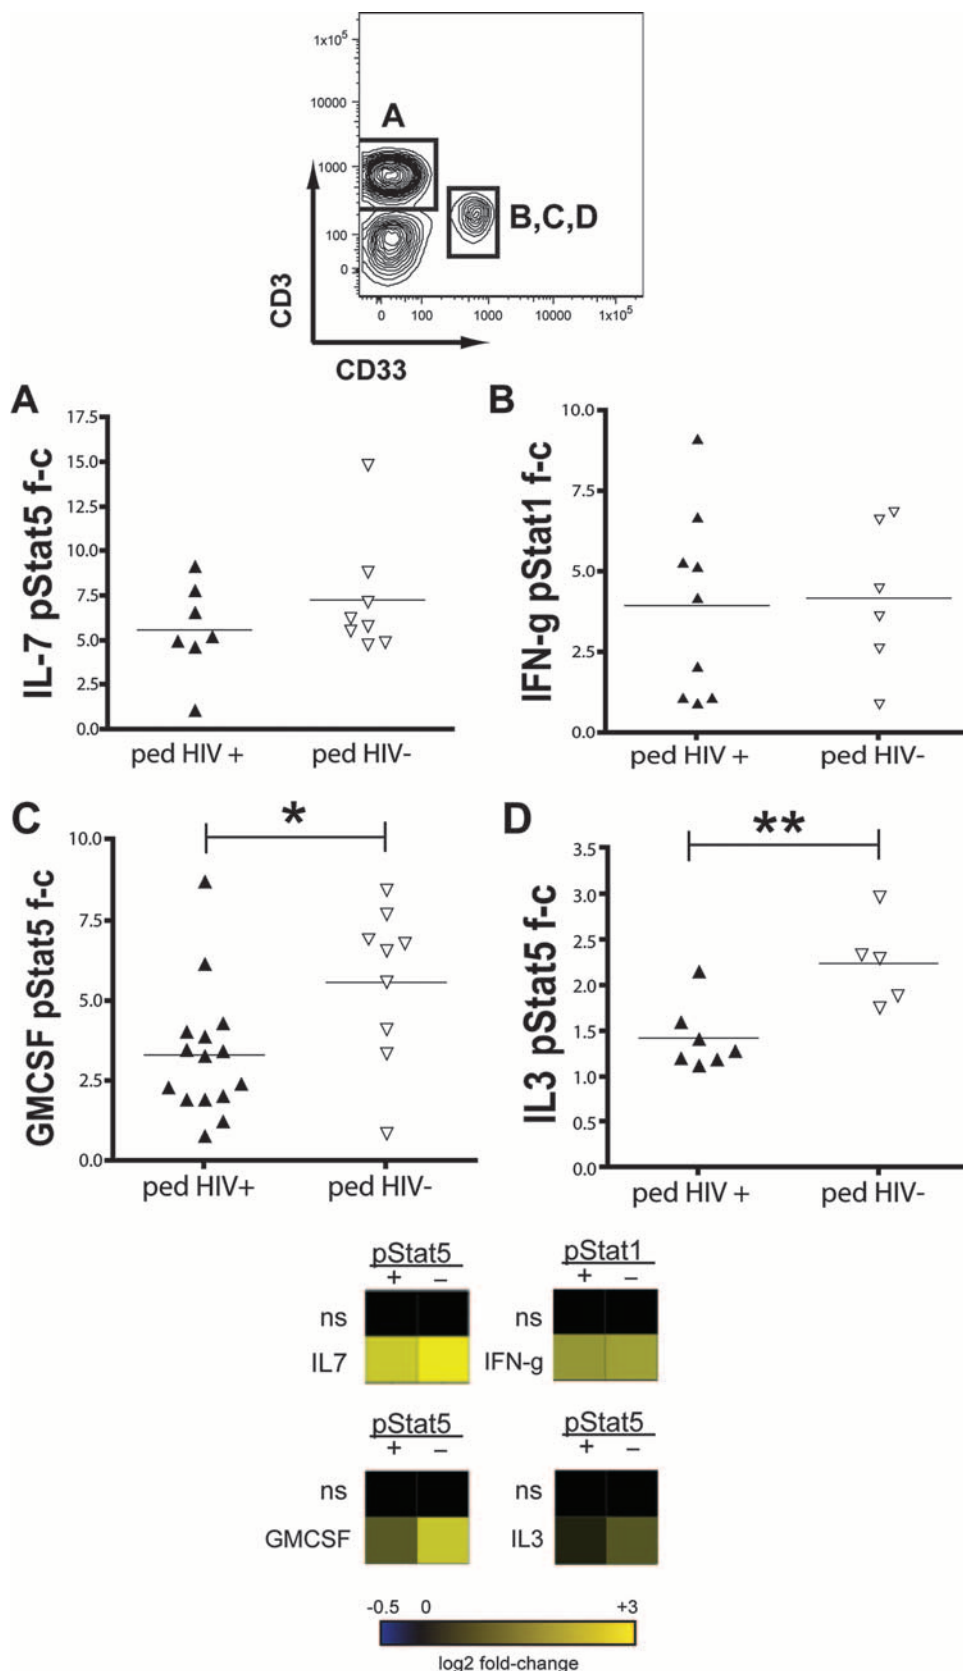 1x10⁵
10000
A
1000
B,C,D
100
0
CD3
0 100 1000 10000 1x10⁵
CD33
A
17.5
15.0
12.5
10.0
7.5
5.0
2.5
0.0
IL-7 pStat5 f-c
ped HIV + ped HIV-
B
10.0
7.5
5.0
2.5
0.0
IFN-g pStat1 f-c
ped HIV + ped HIV-
C
*
10.0
7.5
5.0
2.5
0.0
GMCSF pStat5 f-c
ped HIV+ ped HIV-
D
**
3.5
3.0
2.5
2.0
1.5
1.0
0.5
0.0
IL3 pStat5 f-c
ped HIV + ped HIV-
pStat5
+ –
ns
IL7
pStat1
+ –
ns
IFN-g
pStat5
+ –
ns
GMCSF
pStat5
+ –
ns
IL3
-0.5 0 +3
log2 fold-change